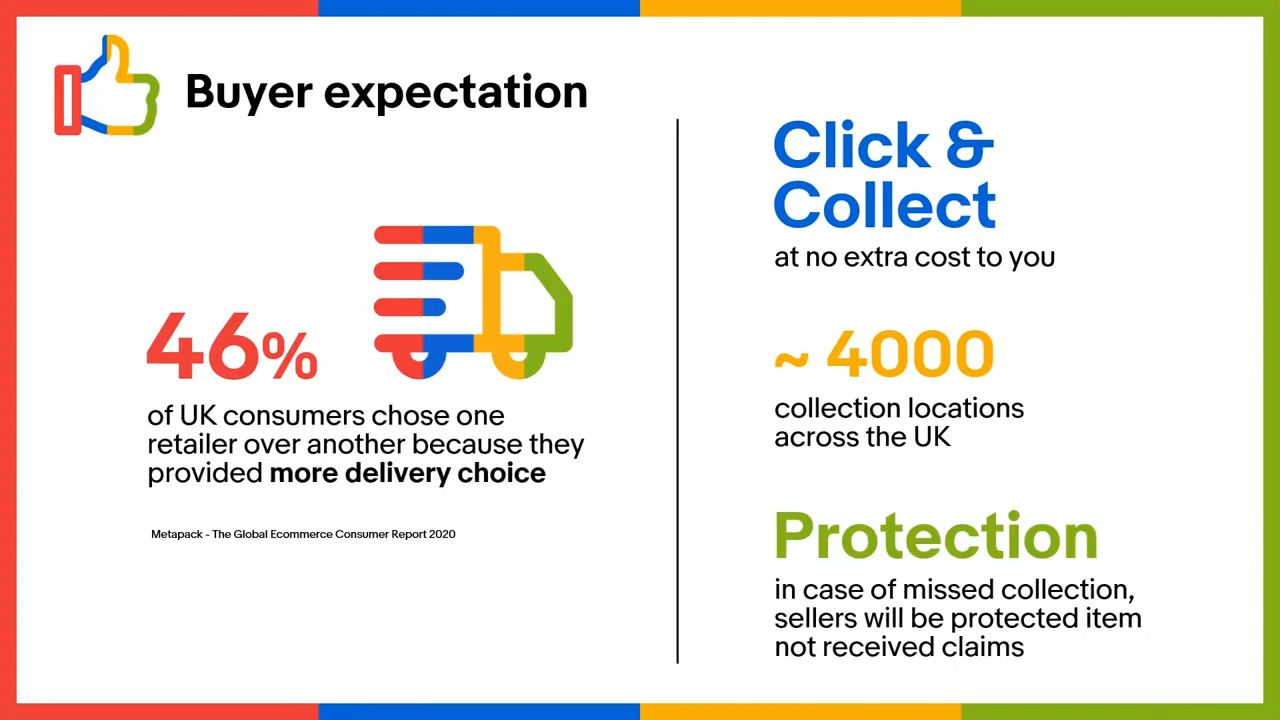 Buyer expectation
46%
of UK consumers chose one
retailer over another because they
provided more delivery choice
Metapack - The Global Ecommerce Consumer Report 2020
Click &
Collect
at no extra cost to you
~ 4000
collection locations
across the UK
Protection
in case of missed collection,
sellers will be protected item
not received claims